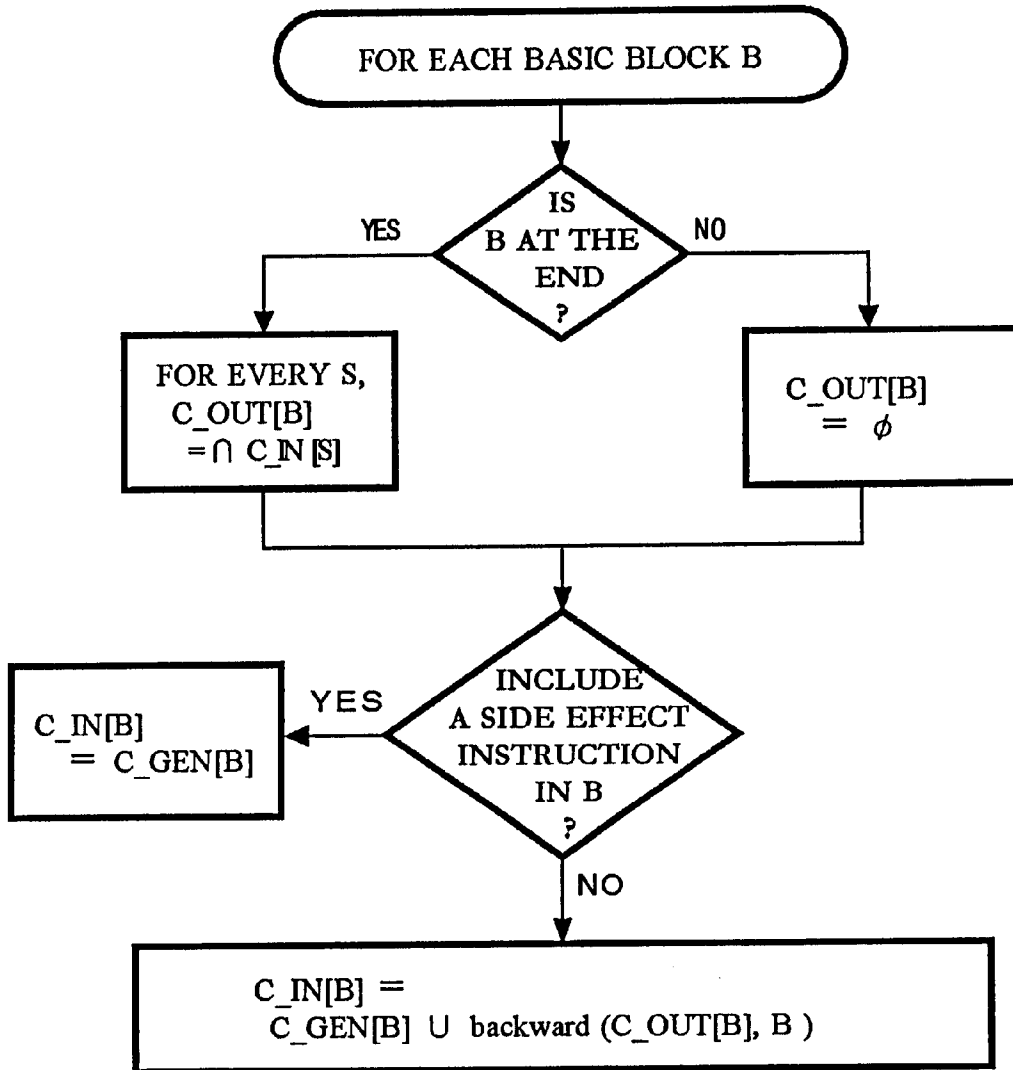 FOR EACH BASIC BLOCK B
IS
B AT THE
END
?
YES
NO
FOR EVERY S,
C_OUT[B]
=∩ C_IN[S]
C_OUT[B]
= ϕ
INCLUDE
A SIDE EFFECT
INSTRUCTION
IN B
?
YES
C_IN[B]
= C_GEN[B]
NO
C_IN[B] =
C_GEN[B] ∪ backward (C_OUT[B], B )